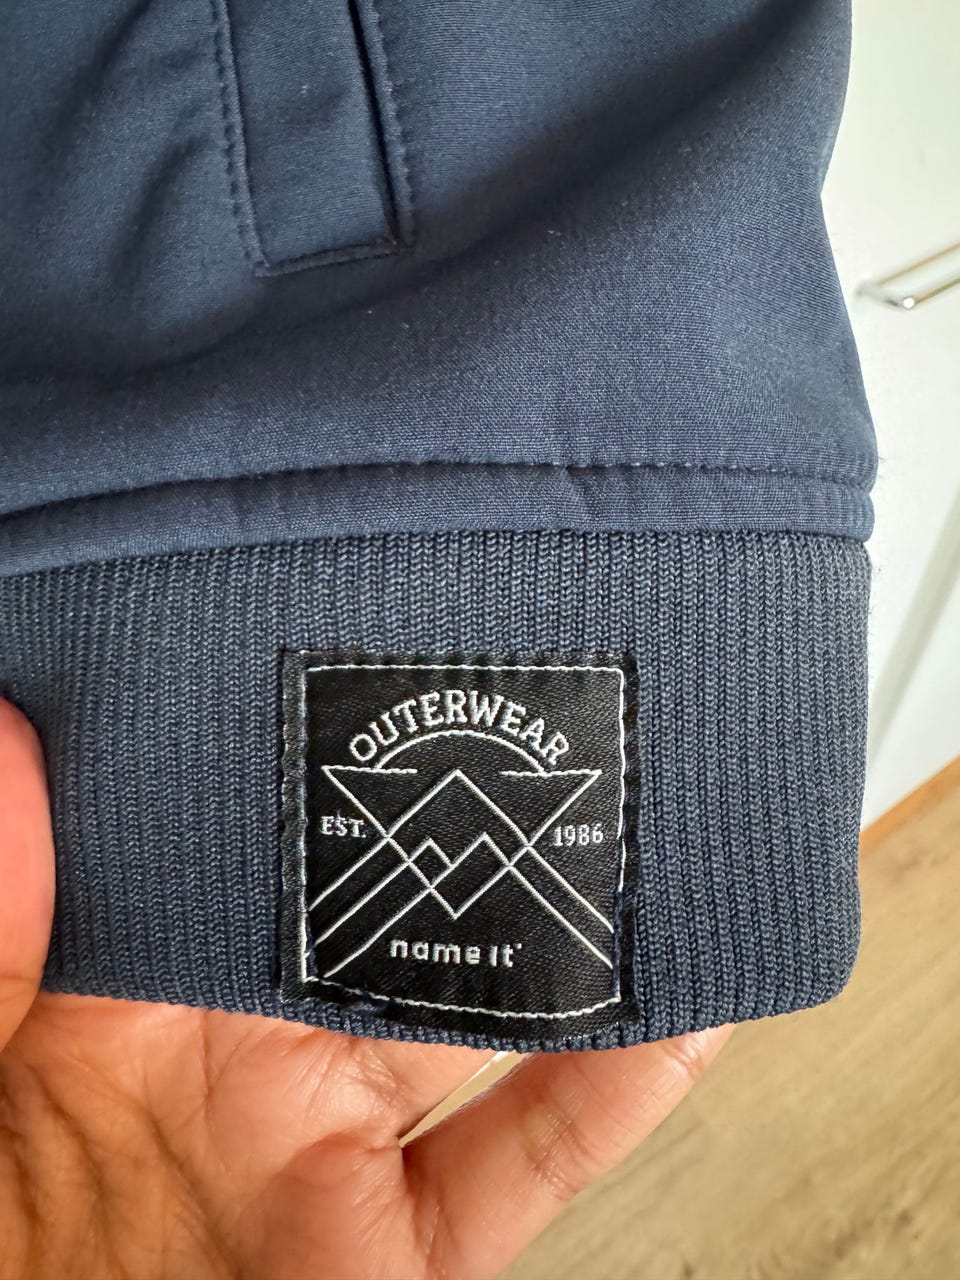 OUTERWEAR
EST. 1986
name it